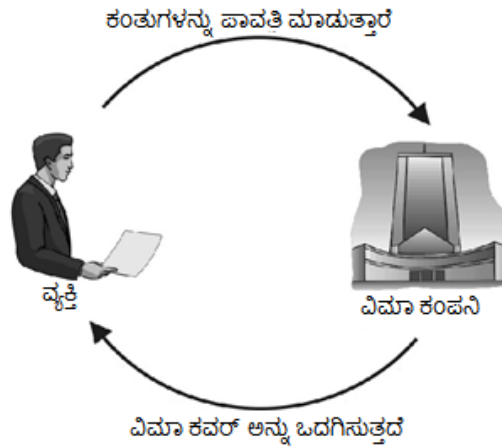 ಕಂತುಗಳನ್ನು ಪಾವತಿ ಮಾಡುತ್ತಾರೆ
ವ್ಯಕ್ತಿ
ವಿಮಾ ಕಂಪನಿ
ವಿಮಾ ಕವರ್ ಅನ್ನು ಒದಗಿಸುತ್ತದೆ